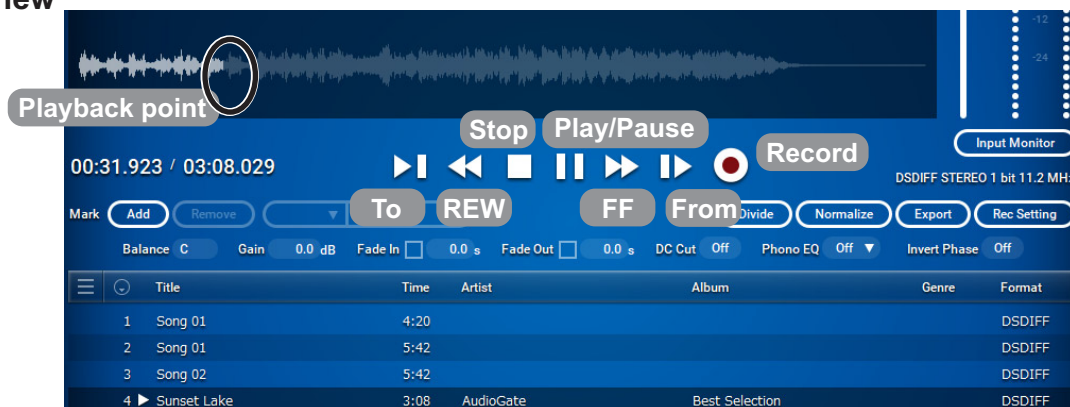 -12
-24
Playback point
Stop Play/Pause
Record
Input Monitor
00:31.923 / 03:08.029
DSDIFF STEREO 1 bit 11.2 MH
To REW FF From
Mark Add Remove Divide Normalize Export Rec Setting
Balance C Gain 0.0 dB Fade In 0.0 s Fade Out 0.0 s DC Cut Off Phono EQ Off Invert Phase Off
Title Time Artist Album Genre Format
1 Song 01 4:20 DSDIFF
2 Song 01 5:42 DSDIFF
3 Song 02 5:42 DSDIFF
4 Sunset Lake 3:08 AudioGate Best Selection DSDIFF